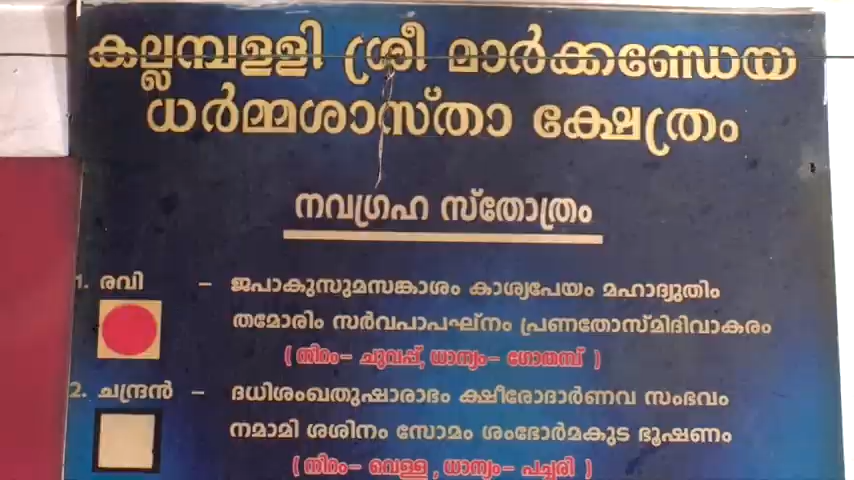 കല്ലമ്പള്ളി ശ്രീ മാർക്കണ്ഡേയ
ധർമ്മശാസ്താ ക്ഷേത്രം
നവഗ്രഹ സ്തോത്രം
1. രവി – ജപാകുസുമസങ്കാശം കാശ്യപേയം മഹാദ്യുതിം
തമോരിം സർവപാപഘ്നം പ്രണതോസ്മിദിവാകരം
( നിറം– ചുവപ്പ്, ധാന്യം– ഗോതമ്പ് )
2. ചന്ദ്രൻ – ദധിശംഖതുഷാരാഭം ക്ഷീരോദാർണവ സംഭവം
നമാമി ശശിനം സോമം ശംഭോർമകുട ഭൂഷണം
( നിറം– വെള്ള , ധാന്യം– പച്ചരി )